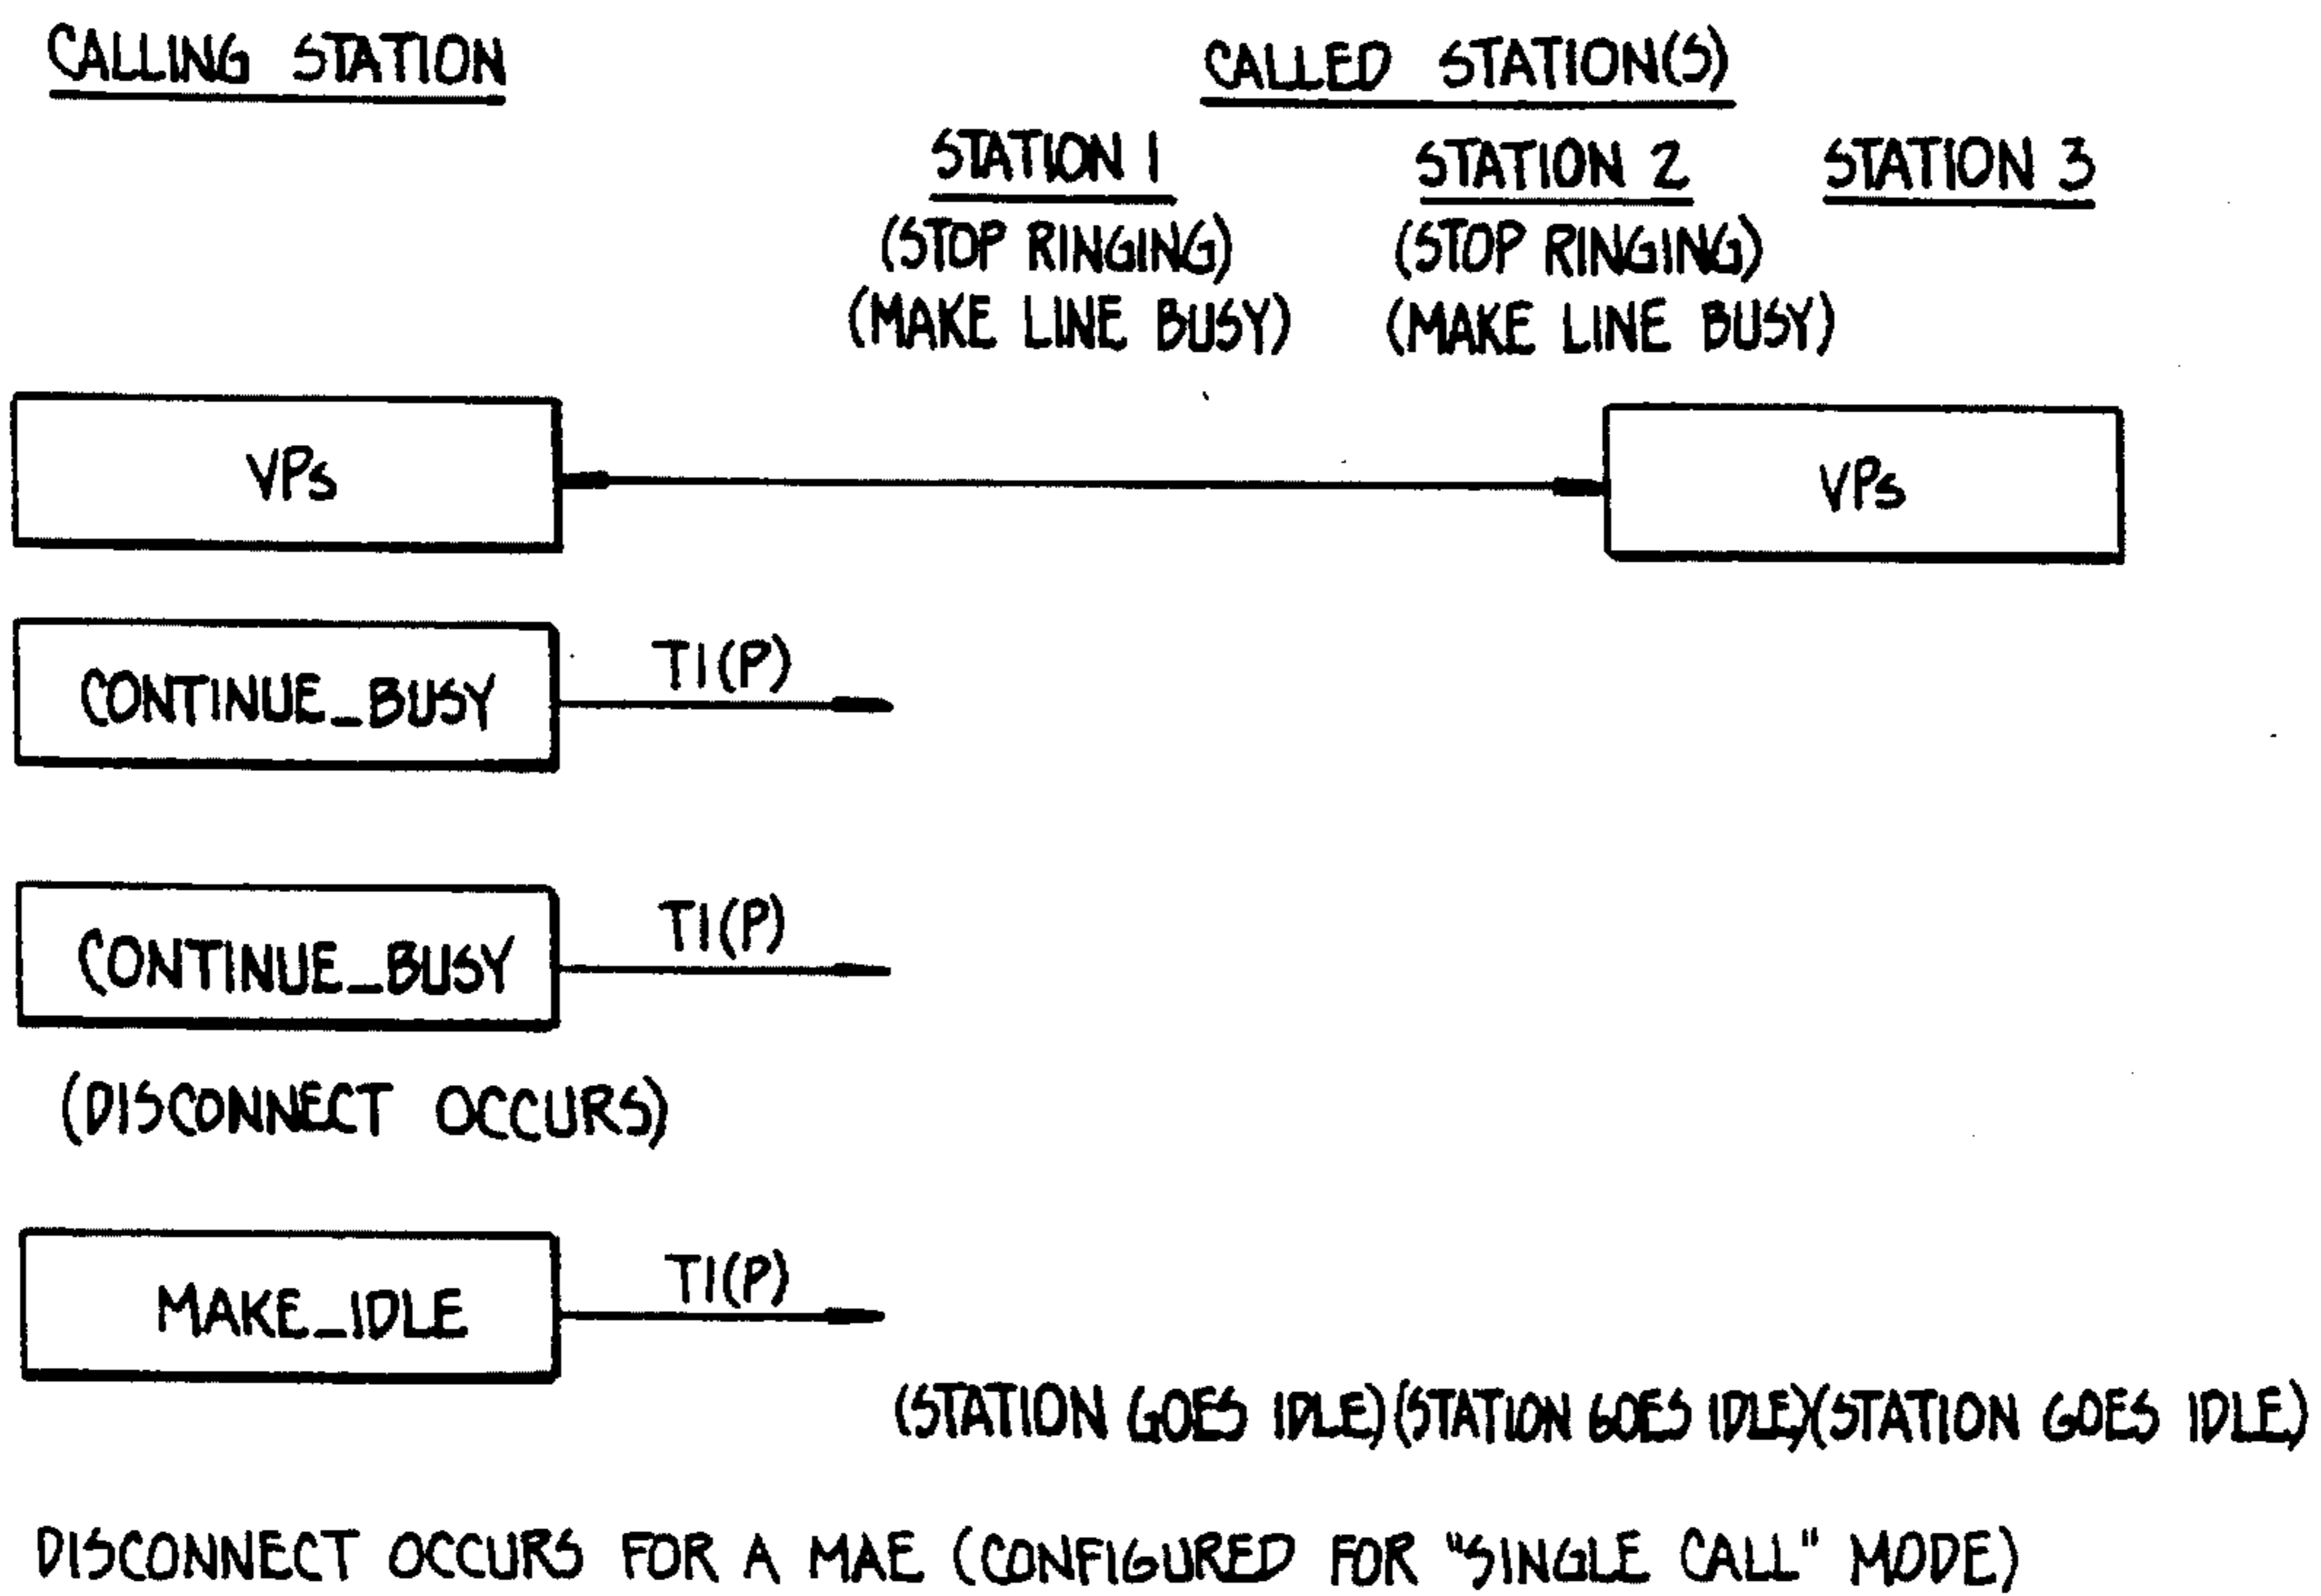 CALLING STATION
CALLED STATION(S)
STATION 1
STATION 2
STATION 3
(STOP RINGING)
(STOP RINGING)
(MAKE LINE BUSY)
(MAKE LINE BUSY)
VPs
VPs
CONTINUE_BUSY
T1(P)
CONTINUE_BUSY
T1(P)
(DISCONNECT OCCURS)
MAKE_IDLE
T1(P)
(STATION GOES IDLE)(STATION GOES IDLE)(STATION GOES IDLE)
DISCONNECT OCCURS FOR A MAE (CONFIGURED FOR "SINGLE CALL" MODE)